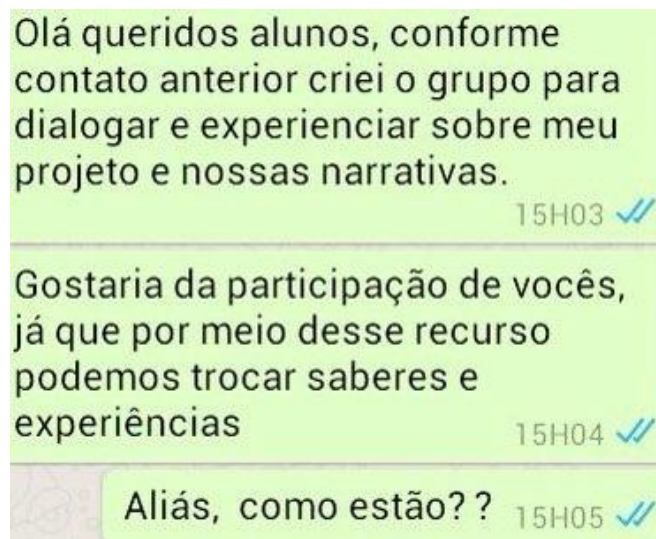 Olá queridos alunos, conforme
contato anterior criei o grupo para
dialogar e experienciar sobre meu
projeto e nossas narrativas.
15H03
Gostaria da participação de vocês,
já que por meio desse recurso
podemos trocar saberes e
experiências
15H04
Aliás, como estão? ? 15H05